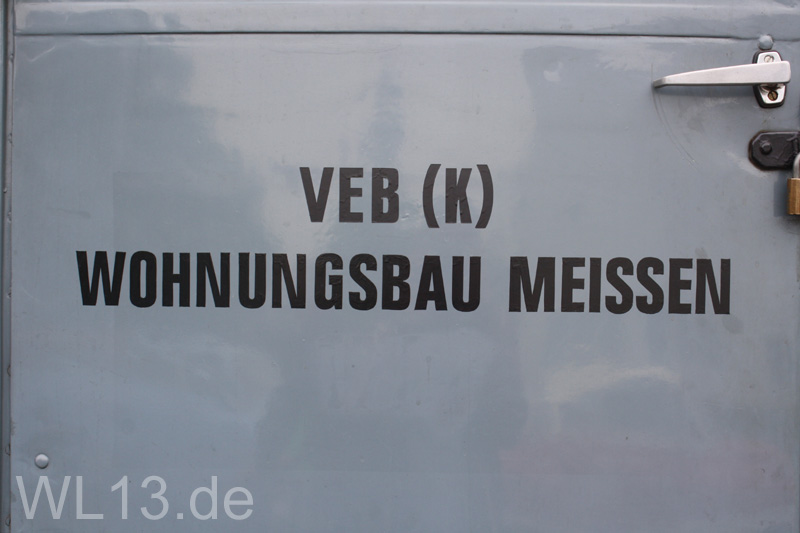 VEB (K)
WOHNUNGSBAU MEISSEN
WL13.de